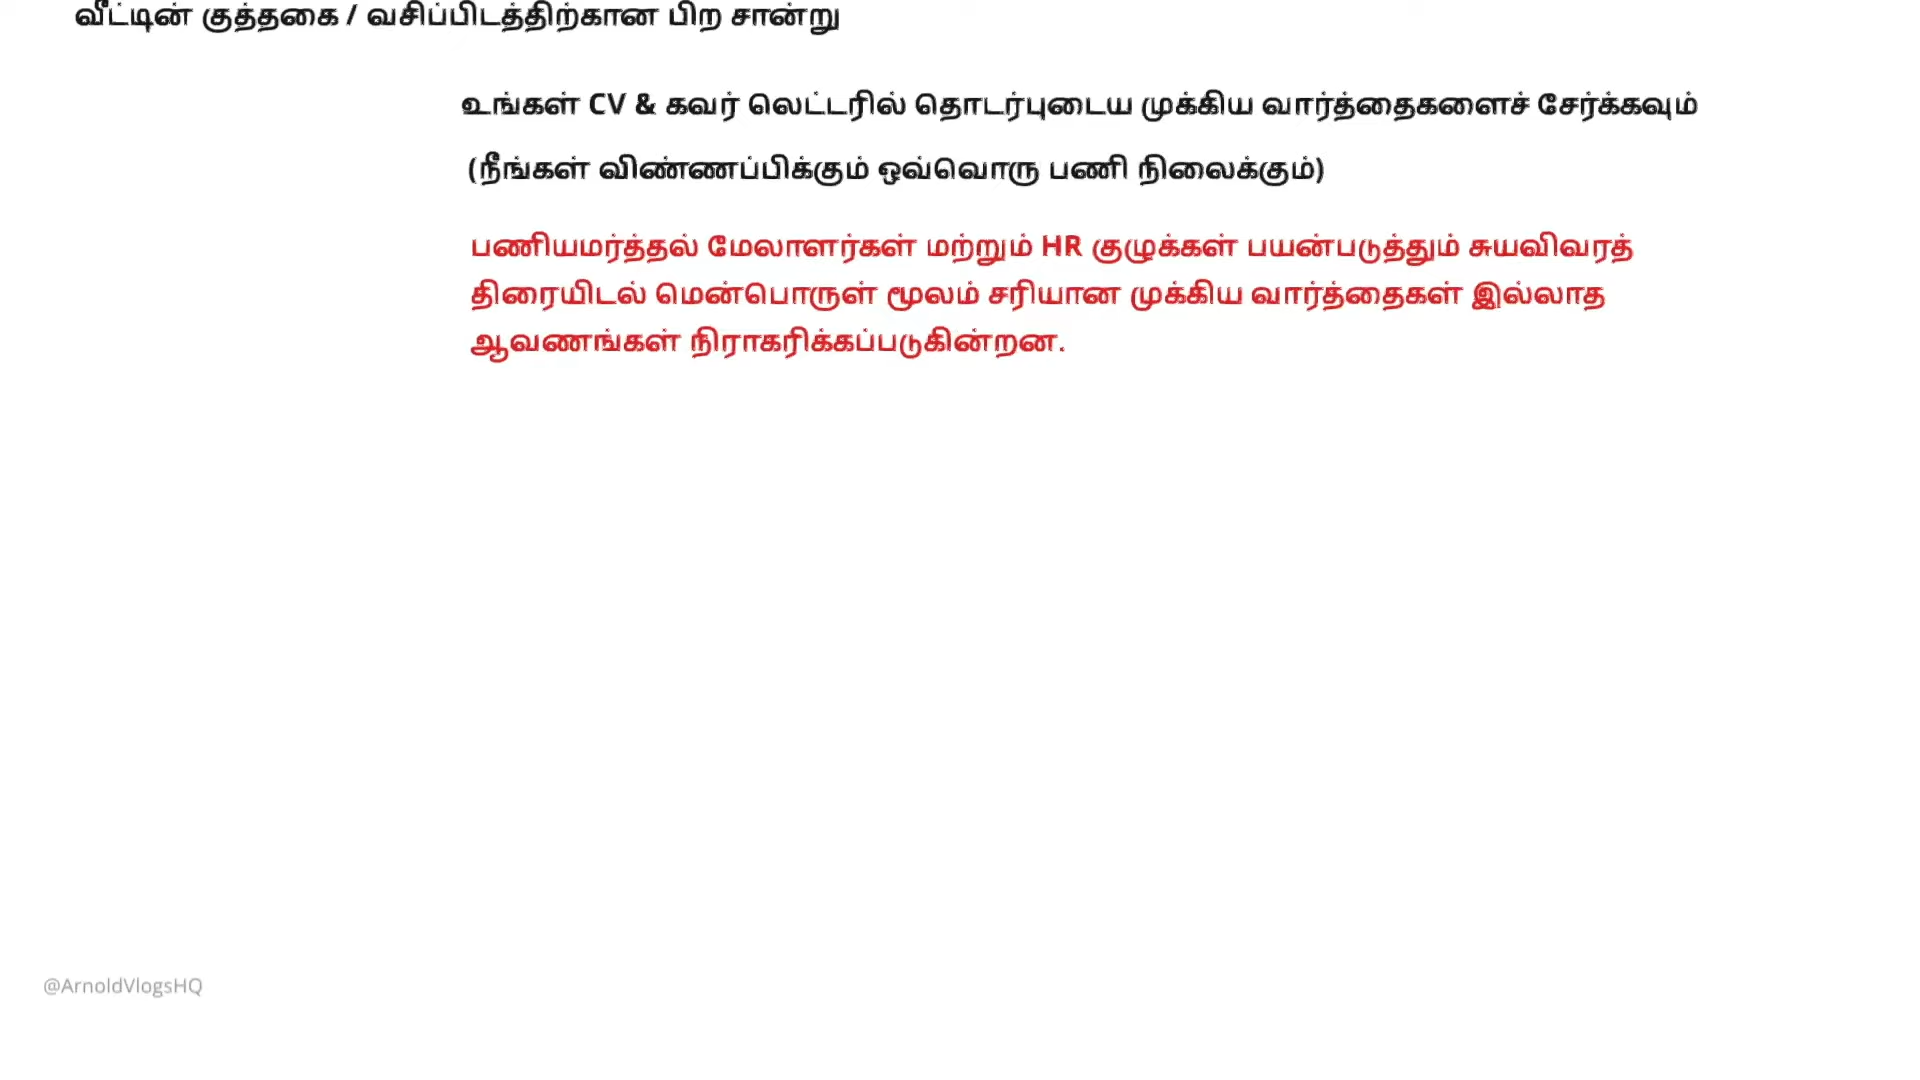 வீட்டின் குத்தகை / வசிப்பிடத்திற்கான பிற சான்று
உங்கள் CV & கவர் லெட்டரில் தொடர்புடைய முக்கிய வார்த்தைகளைச் சேர்க்கவும்
(நீங்கள் விண்ணப்பிக்கும் ஒவ்வொரு பணி நிலைக்கும்)
பணியமர்த்தல் மேலாளர்கள் மற்றும் HR குழுக்கள் பயன்படுத்தும் சுயவிவரத்
திரையிடல் மென்பொருள் மூலம் சரியான முக்கிய வார்த்தைகள் இல்லாத
ஆவணங்கள் நிராகரிக்கப்படுகின்றன.
@ArnoldVlogsHQ